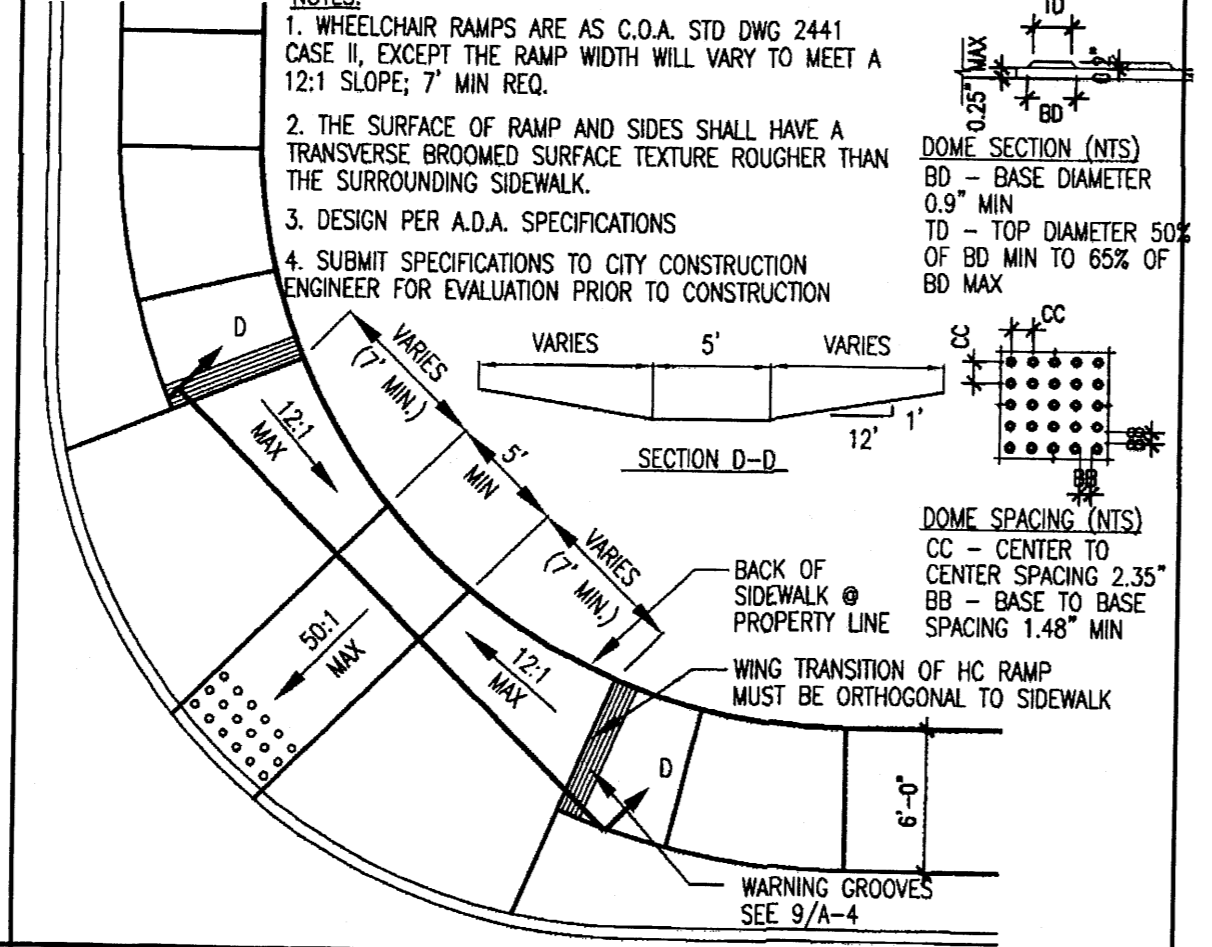 NOTES:
1. WHEELCHAIR RAMPS ARE AS C.O.A. STD DWG 2441
CASE II, EXCEPT THE RAMP WIDTH WILL VARY TO MEET A
12:1 SLOPE; 7' MIN REQ.
2. THE SURFACE OF RAMP AND SIDES SHALL HAVE A
TRANSVERSE BROOMED SURFACE TEXTURE ROUGHER THAN
THE SURROUNDING SIDEWALK.
3. DESIGN PER A.D.A. SPECIFICATIONS
4. SUBMIT SPECIFICATIONS TO CITY CONSTRUCTION
ENGINEER FOR EVALUATION PRIOR TO CONSTRUCTION
TD
0.25" MAX
0.2"
BD
DOME SECTION (NTS)
BD - BASE DIAMETER
0.9" MIN
TD - TOP DIAMETER 50%
OF BD MIN TO 65% OF
BD MAX
CC
CC
BB
BB
DOME SPACING (NTS)
CC - CENTER TO
CENTER SPACING 2.35"
BB - BASE TO BASE
SPACING 1.48" MIN
VARIES
5'
VARIES
12'
1'
SECTION D-D
D
VARIES
(7' MIN.)
5'
MIN
VARIES
(7' MIN.)
12:1
MAX
50:1
MAX
12:1
MAX
BACK OF
SIDEWALK @
PROPERTY LINE
WING TRANSITION OF HC RAMP
MUST BE ORTHOGONAL TO SIDEWALK
D
6'-0"
WARNING GROOVES
SEE 9/A-4